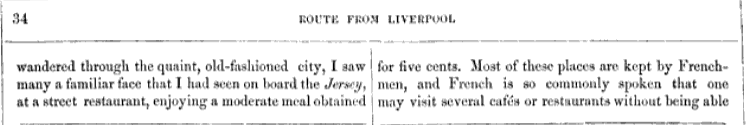 34
ROUTE FROM LIVERPOOL
wandered through the quaint, old-fashioned city, I saw
many a familiar face that I had seen on board the Jersey,
at a street restaurant, enjoying a moderate meal obtained
for five cents. Most of these places are kept by French-
men, and French is so commonly spoken that one
may visit several cafés or restaurants without being able